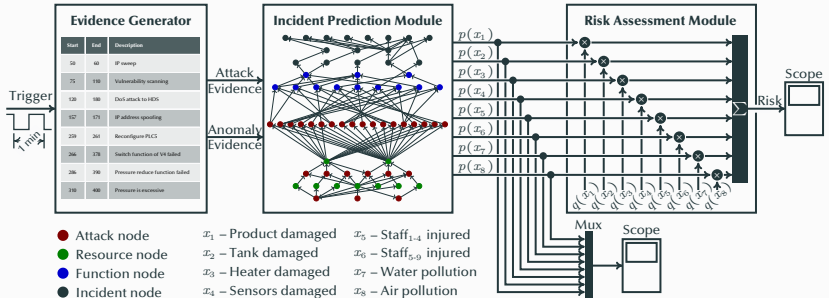 Evidence Generator
Start End Description
50 60 IP sweep
75 110 Vulnerability scanning
120 180 DoS attack to HDS
157 171 IP address spoofing
259 261 Reconfigure PLC5
266 278 Switch function of V4 failed
286 290 Pressure reduce function failed
310 400 Pressure is excessive
Trigger
1 min
Attack
Evidence
Anomaly
Evidence
Incident Prediction Module
p(x₁)
p(x₂)
p(x₃)
p(x₄)
p(x₅)
p(x₆)
p(x₇)
p(x₈)
Risk Assessment Module
Σ
q(x₁)
q(x₂)
q(x₃)
q(x₄)
q(x₅)
q(x₆)
q(x₇)
q(x₈)
Risk
Scope
Mux
Scope
Attack node
Resource node
Function node
Incident node
x₁ – Product damaged
x₂ – Tank damaged
x₃ – Heater damaged
x₄ – Sensors damaged
x₅ – Staff₁₋₄ injured
x₆ – Staff₅₋₉ injured
x₇ – Water pollution
x₈ – Air pollution